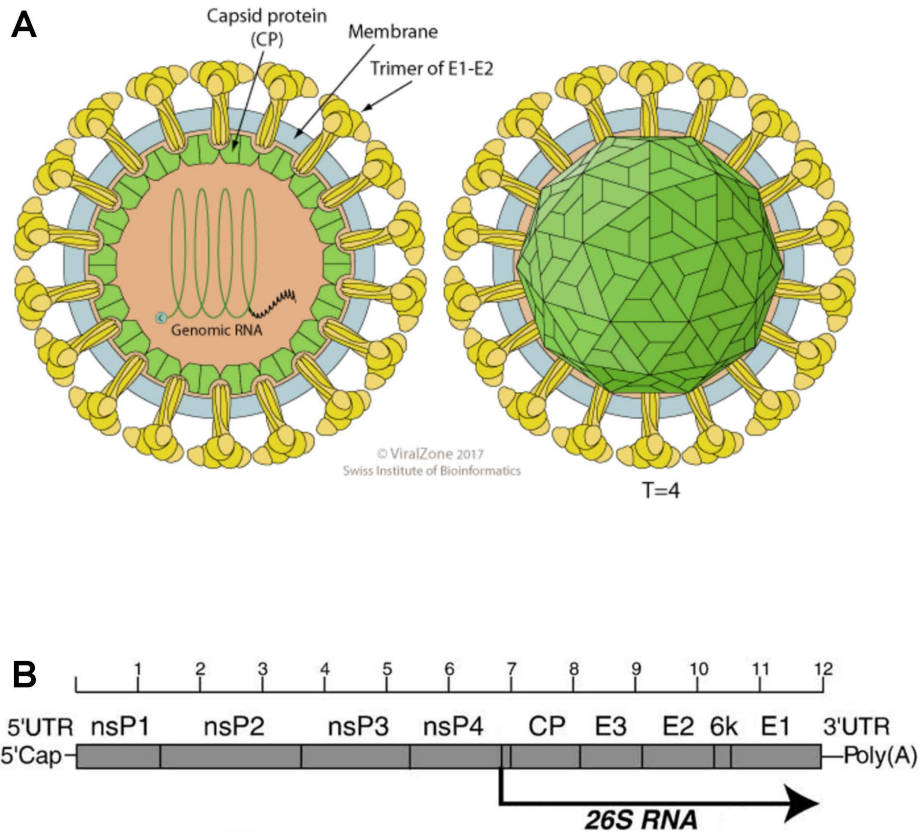 A
Capsid protein
(CP)
Membrane
Trimer of E1-E2
C
Genomic RNA
© ViralZone 2017
Swiss Institute of Bioinformatics
T=4
B
1 2 3 4 5 6 7 8 9 10 11 12
5'UTR nsP1 nsP2 nsP3 nsP4 CP E3 E2 6k E1 3'UTR
5'Cap Poly(A)
26S RNA